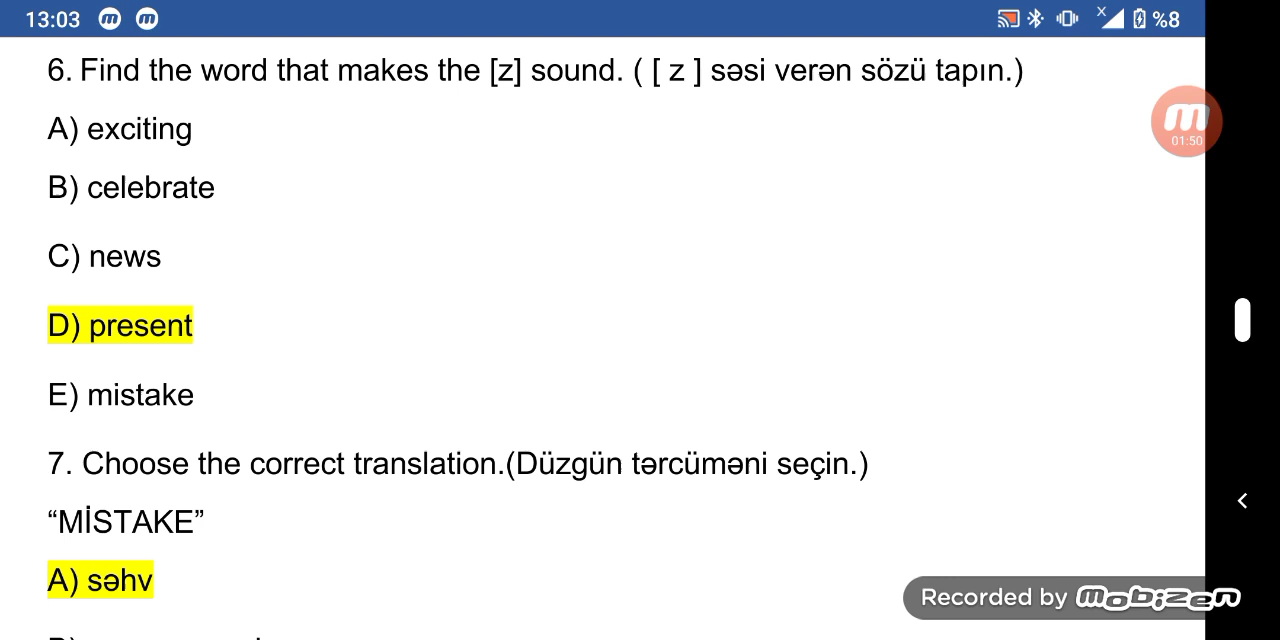 13:03 m m %8
6. Find the word that makes the [z] sound. ( [ z ] səsi verən sözü tapın.)
A) exciting
m
01:50
B) celebrate
C) news
D) present
E) mistake
7. Choose the correct translation.(Düzgün tərcüməni seçin.)
“MİSTAKE”
A) səhv
Recorded by mobizen